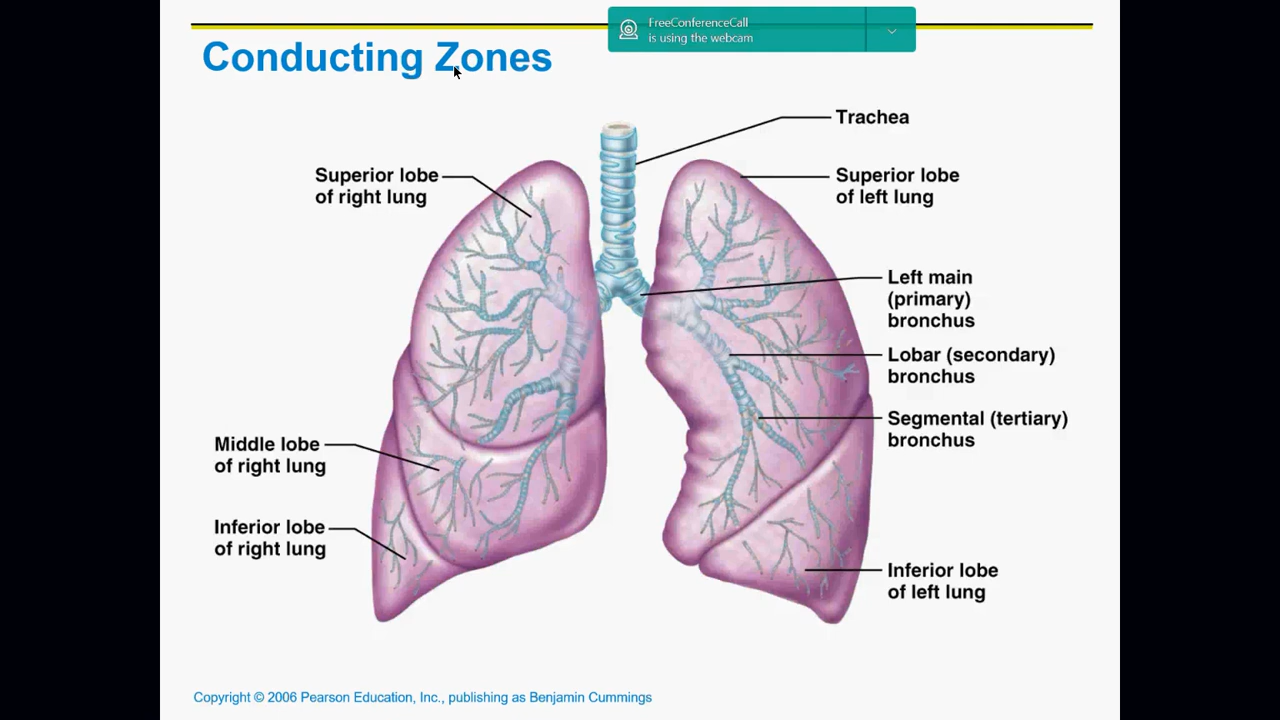 FreeConferenceCall
is using the webcam
Conducting Zones
Trachea
Superior lobe
of right lung
Superior lobe
of left lung
Left main
(primary)
bronchus
Lobar (secondary)
bronchus
Segmental (tertiary)
bronchus
Middle lobe
of right lung
Inferior lobe
of right lung
Inferior lobe
of left lung
Copyright © 2006 Pearson Education, Inc., publishing as Benjamin Cummings